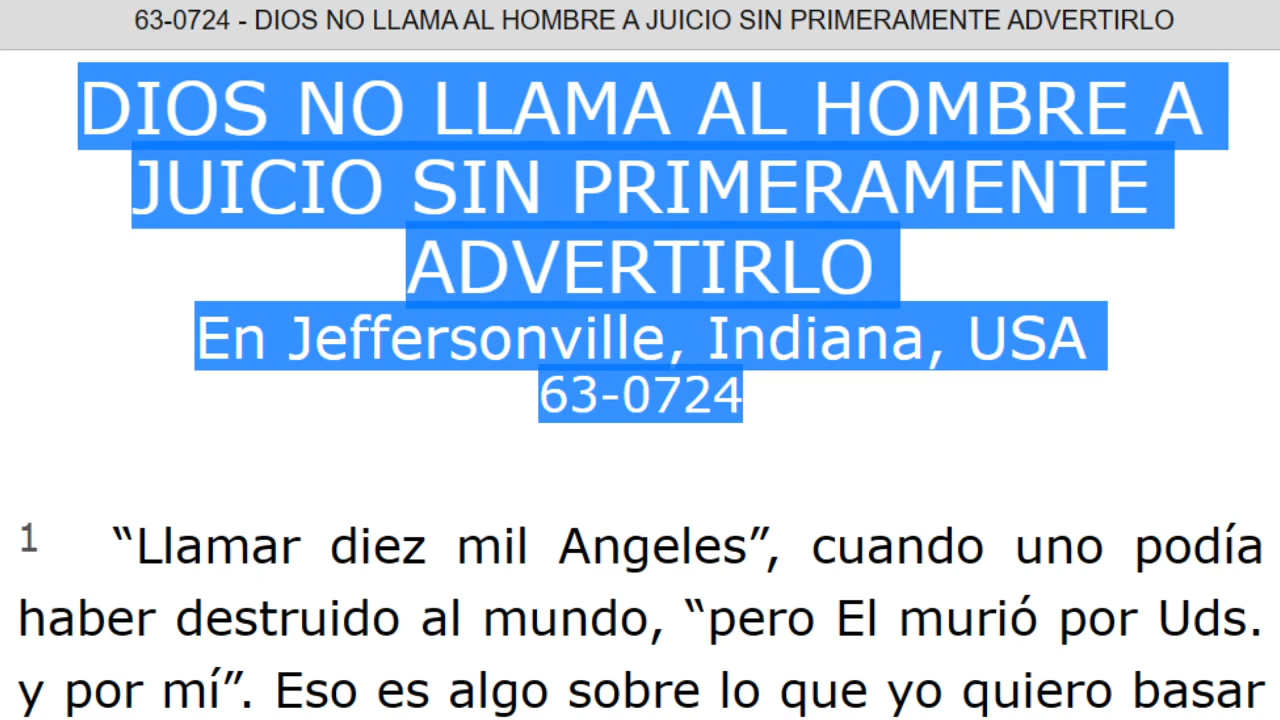 63-0724 - DIOS NO LLAMA AL HOMBRE A JUICIO SIN PRIMERAMENTE ADVERTIRLO
DIOS NO LLAMA AL HOMBRE A
JUICIO SIN PRIMERAMENTE
ADVERTIRLO
En Jeffersonville, Indiana, USA
63-0724
1 “Llamar diez mil Angeles”, cuando uno podía
haber destruido al mundo, “pero El murió por Uds.
y por mí”. Eso es algo sobre lo que yo quiero basar